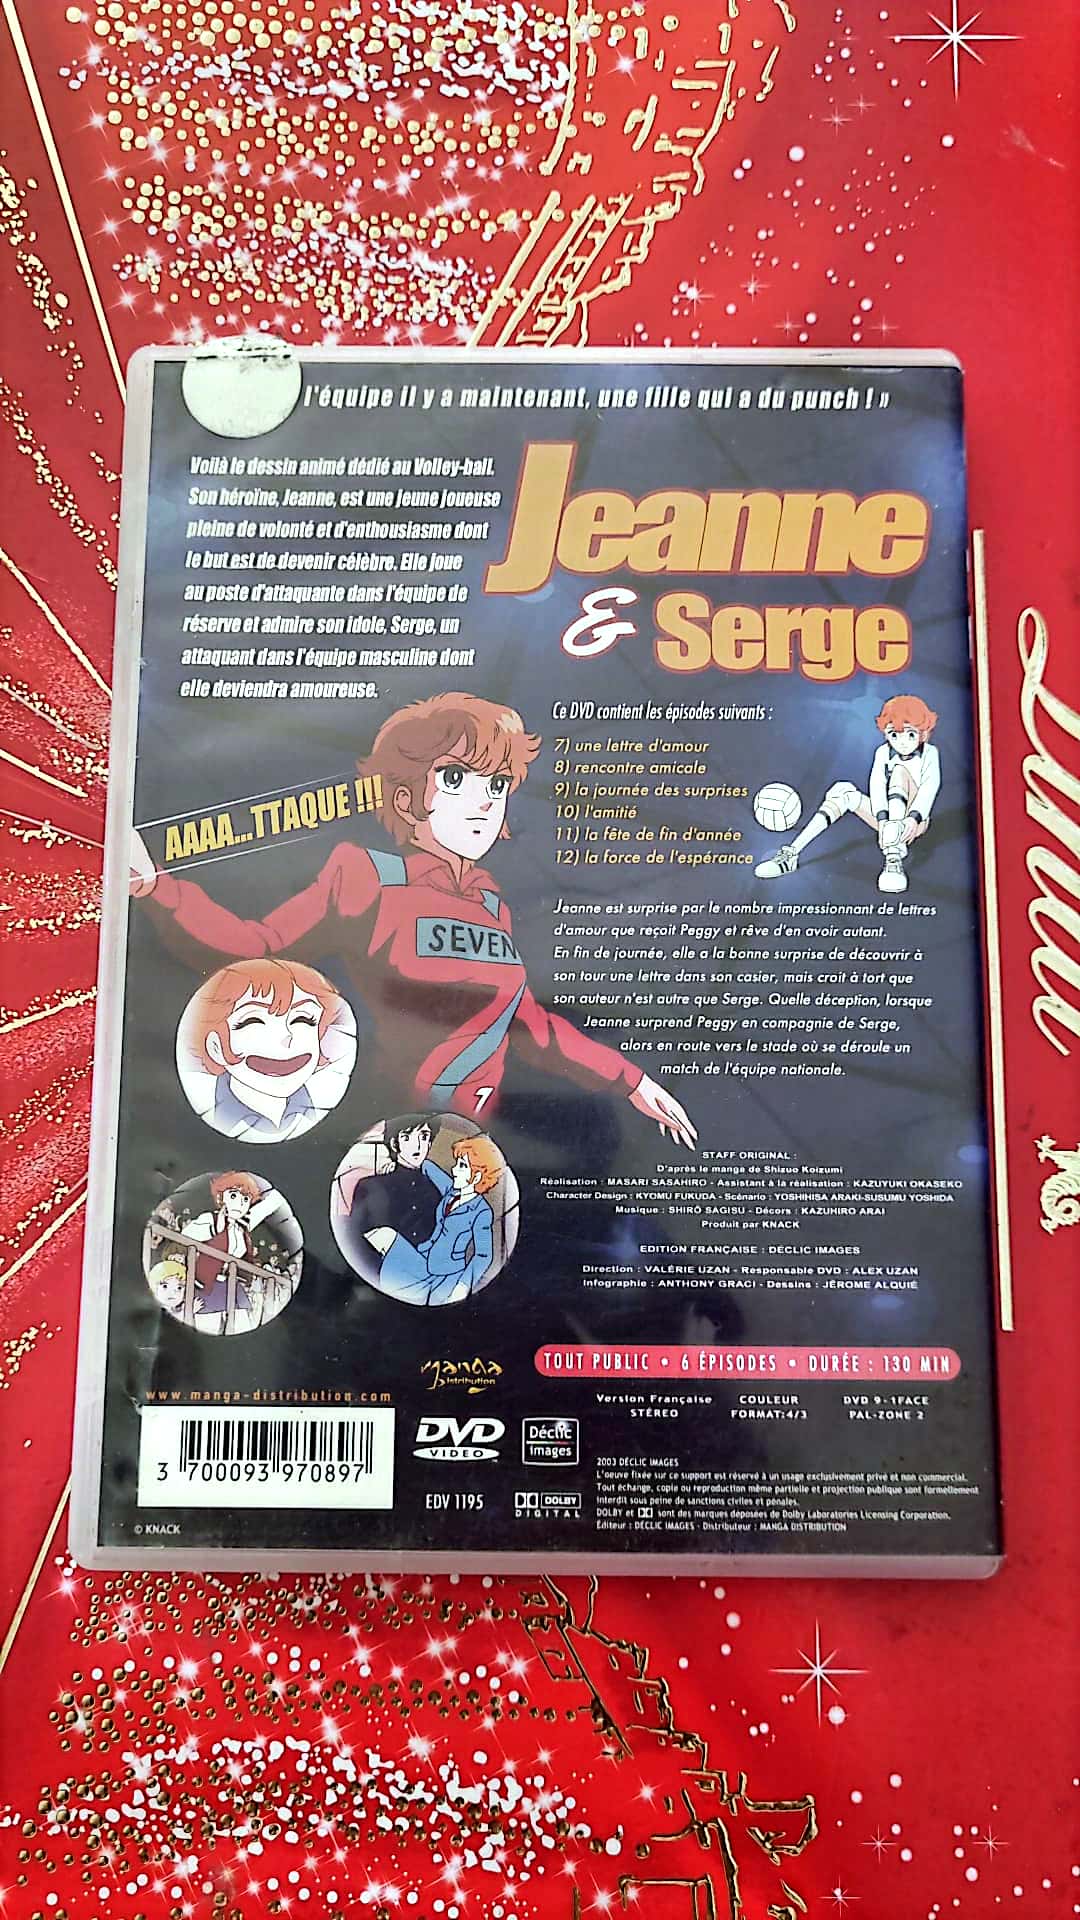 l'équipe il y a maintenant, une fille qui a du punch ! »
Voilà le dessin animé dédié au Volley-ball.
Son héroïne, Jeanne, est une jeune joueuse
pleine de volonté et d'enthousiasme dont
le but est de devenir célèbre. Elle joue
au poste d'attaquante dans l'équipe de
réserve et admire son idole, Serge, un
attaquant dans l'équipe masculine dont
elle deviendra amoureuse.
Jeanne
& Serge
AAAA...TTAQUE !!!
SEVEN
7
Ce DVD contient les épisodes suivants :
7) une lettre d'amour
8) rencontre amicale
9) la journée des surprises
10) l'amitié
11) la fête de fin d'année
12) la force de l'espérance
Jeanne est surprise par le nombre impressionnant de lettres
d'amour que reçoit Peggy et rêve d'en avoir autant.
En fin de journée, elle a la bonne surprise de découvrir à
son tour une lettre dans son casier, mais croit à tort que
son auteur n'est autre que Serge. Quelle déception, lorsque
Jeanne surprend Peggy en compagnie de Serge,
alors en route vers le stade où se déroule un
match de l'équipe nationale.
STAFF ORIGINAL :
D'après le manga de Shizuo Koizumi
Réalisation : MASARI SASAHIRO - Assistant à la réalisation : KAZUYUKI OKASEKO
Character Design : KYOMU FUKUDA - Scénario : YOSHIHISA ARAKI-SUSUMU YOSHIDA
Musique : SHIRÔ SAGISU - Décors : KAZUHIRO ARAI
Produit par KNACK
EDITION FRANÇAISE : DÉCLIC IMAGES
Direction : VALÉRIE UZAN - Responsable DVD : ALEX UZAN
Infographie : ANTHONY GRACI - Dessins : JÉROME ALQUIÉ
TOUT PUBLIC • 6 ÉPISODES • DURÉE : 130 MIN
manga
distribution
www.manga-distribution.com
Version Française
STÉREO
COULEUR
FORMAT:4/3
DVD 9-1FACE
PAL-ZONE 2
3 700093 970897
DVD
VIDEO
Déclic
Images
EDV 1195
DOLBY
DIGITAL
2003 DÉCLIC IMAGES
L'oeuvre fixée sur ce support est réservé à un usage exclusivement privé et non commercial.
Tout échange, copie ou reproduction même partielle et projection publique sont formellement
interdit sous peine de sanctions civiles et pénales.
DOLBY et sont des marques déposées de Dolby Laboratories Licensing Corporation.
Éditeur : DÉCLIC IMAGES - Distributeur : MANGA DISTRIBUTION
© KNACK